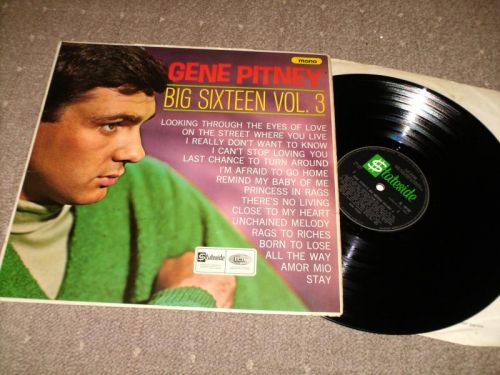 mono
GENE PITNEY
BIG SIXTEEN VOL. 3
LOOKING THROUGH THE EYES OF LOVE
ON THE STREET WHERE YOU LIVE
I REALLY DON'T WANT TO KNOW
I CAN'T STOP LOVING YOU
LAST CHANCE TO TURN AROUND
I'M AFRAID TO GO HOME
REMIND MY BABY OF ME
PRINCESS IN RAGS
THERE'S NO LIVING
CLOSE TO MY HEART
UNCHAINED MELODY
RAGS TO RICHES
BORN TO LOSE
ALL THE WAY
AMOR MIO
STAY
Stateside
EMI
Stateside